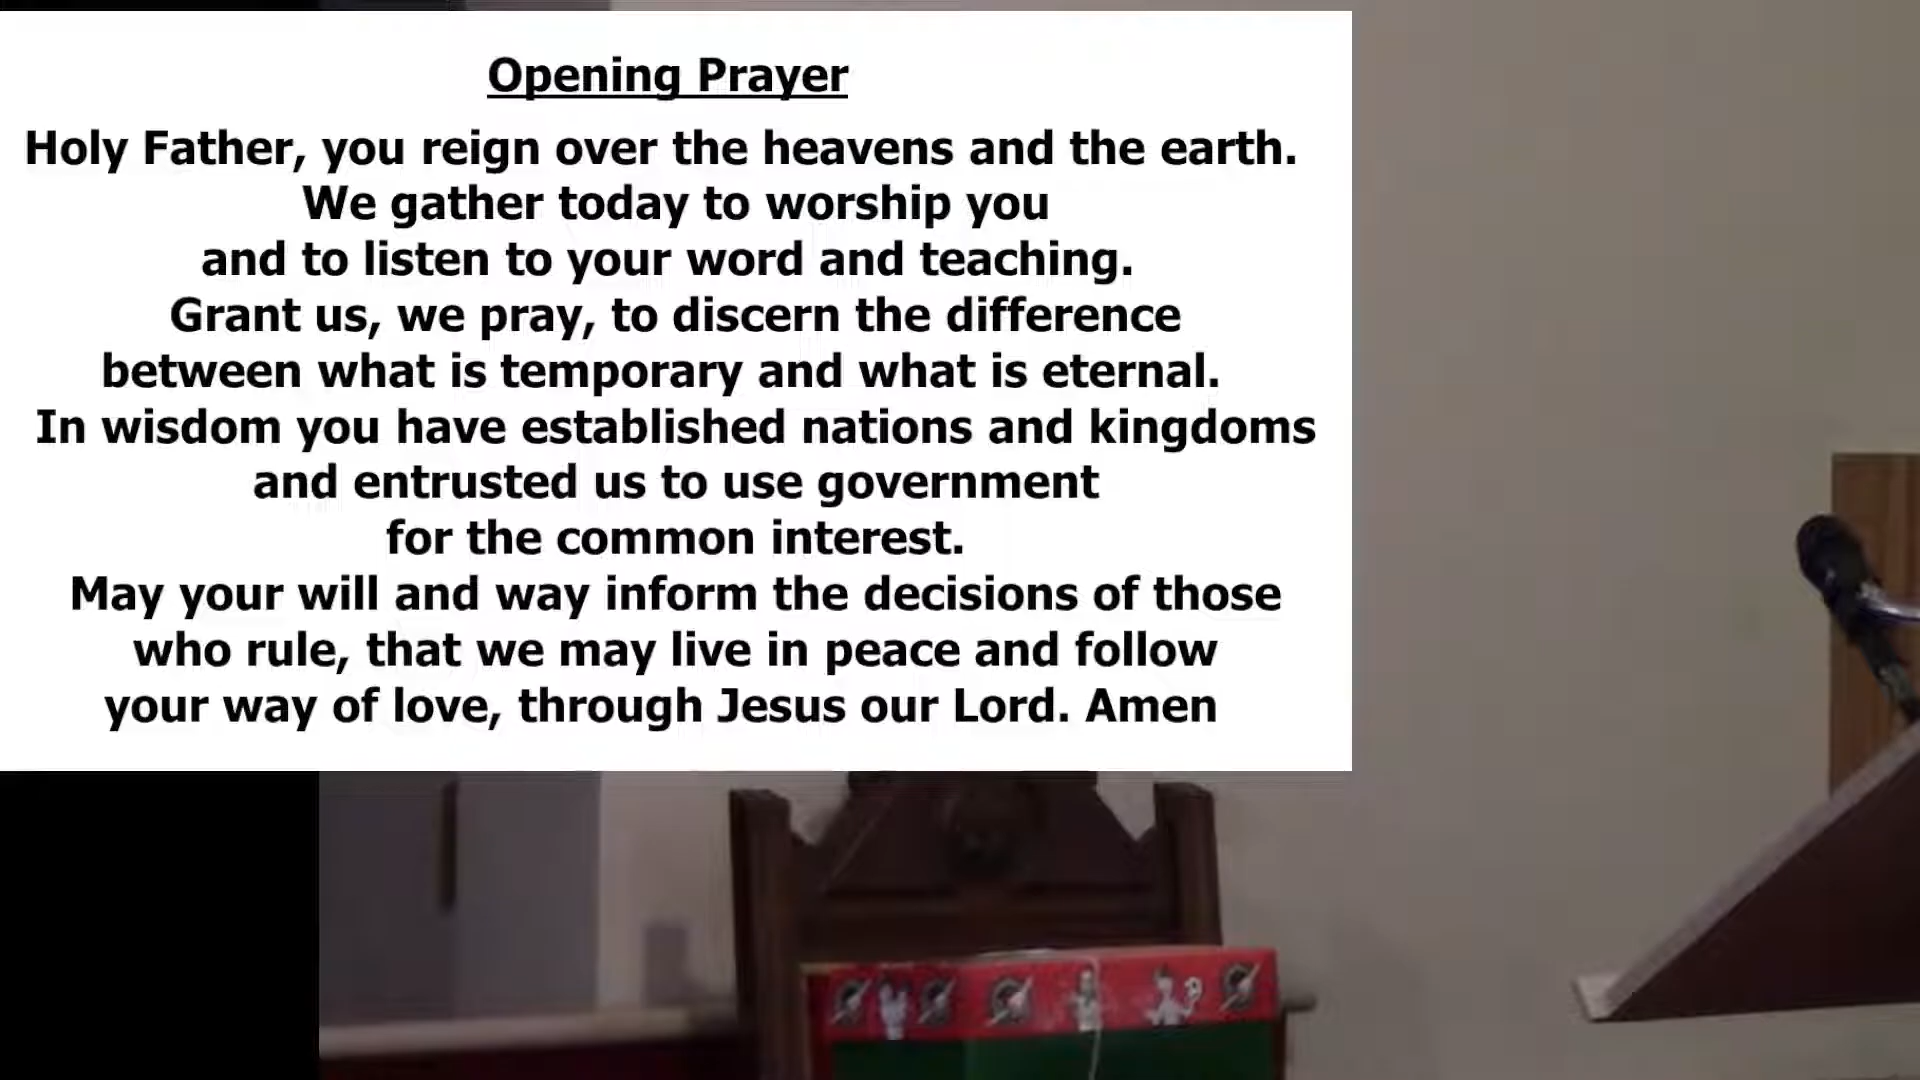 Opening Prayer
Holy Father, you reign over the heavens and the earth.
We gather today to worship you
and to listen to your word and teaching.
Grant us, we pray, to discern the difference
between what is temporary and what is eternal.
In wisdom you have established nations and kingdoms
and entrusted us to use government
for the common interest.
May your will and way inform the decisions of those
who rule, that we may live in peace and follow
your way of love, through Jesus our Lord. Amen